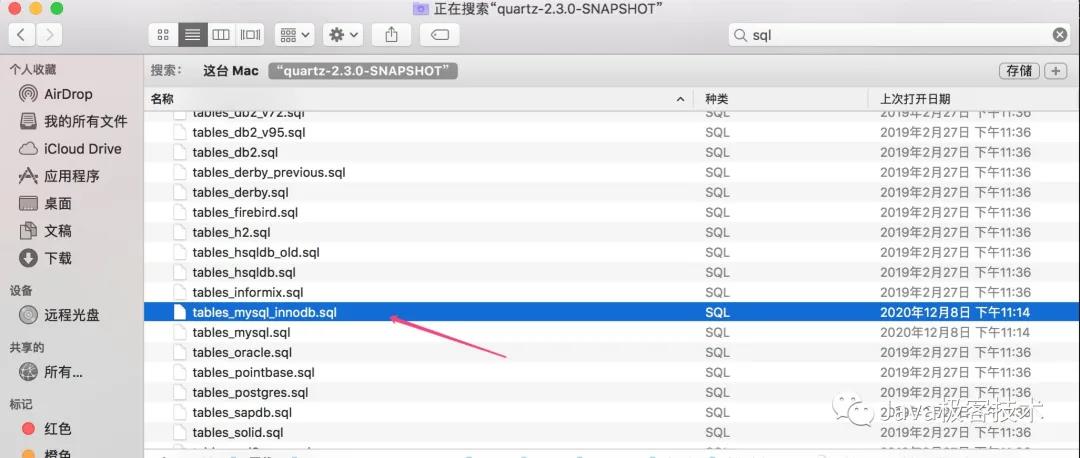 正在搜索“quartz-2.3.0-SNAPSHOT”
sql
个人收藏
AirDrop
我的所有文件
iCloud Drive
应用程序
桌面
文稿
下载
设备
远程光盘
共享的
所有...
标记
红色
橙色
搜索： 这台 Mac “quartz-2.3.0-SNAPSHOT” 存储 +
名称 种类 上次打开日期
tables_db2_v72.sql SQL 2019年2月27日 下午11:36
tables_db2_v95.sql SQL 2019年2月27日 下午11:36
tables_db2.sql SQL 2019年2月27日 下午11:36
tables_derby_previous.sql SQL 2019年2月27日 下午11:36
tables_derby.sql SQL 2019年2月27日 下午11:36
tables_firebird.sql SQL 2019年2月27日 下午11:36
tables_h2.sql SQL 2019年2月27日 下午11:36
tables_hsqldb_old.sql SQL 2019年2月27日 下午11:36
tables_hsqldb.sql SQL 2019年2月27日 下午11:36
tables_informix.sql SQL 2019年2月27日 下午11:36
tables_mysql_innodb.sql SQL 2020年12月8日 下午11:14
tables_mysql.sql SQL 2020年12月8日 下午11:14
tables_oracle.sql SQL 2019年2月27日 下午11:36
tables_pointbase.sql SQL 2019年2月27日 下午11:36
tables_postgres.sql SQL 2019年2月27日 下午11:36
tables_sapdb.sql SQL 2019年2月27日
tables_solid.sql SQL 2019年2月27日 下午11:36
Java极客技术